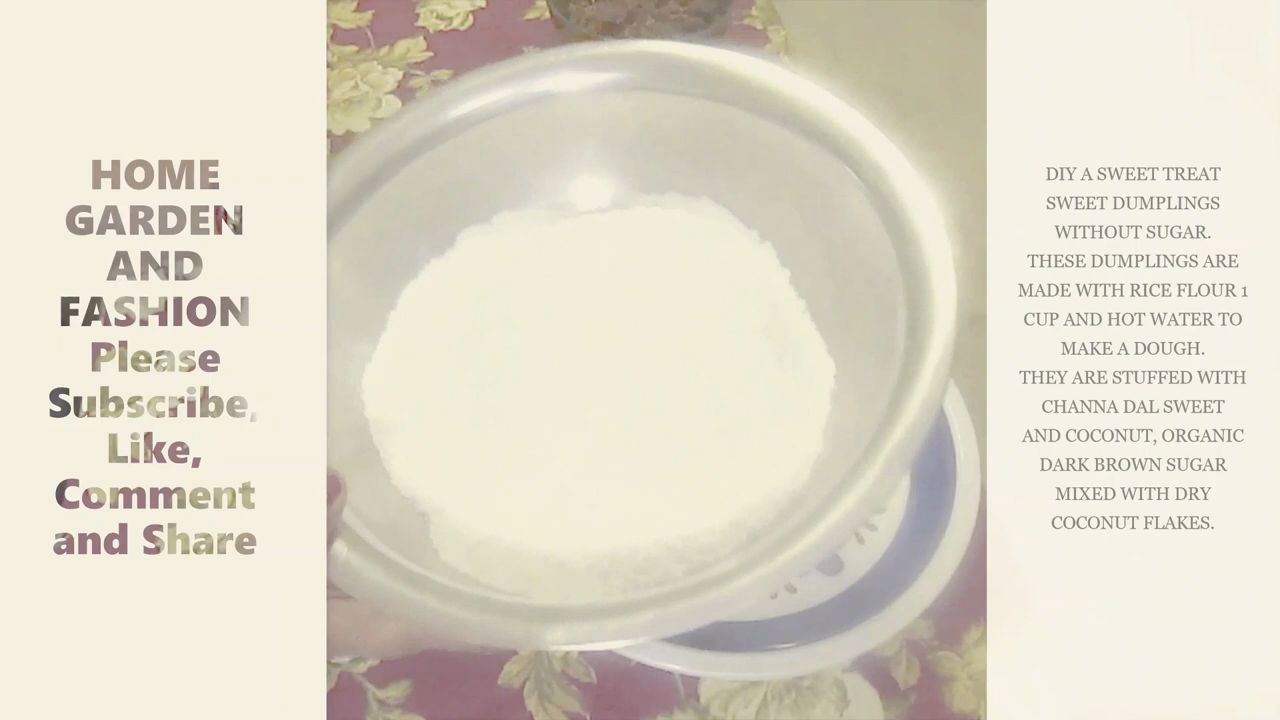 HOME
GARDEN
AND
FASHION
Please
Subscribe,
Like,
Comment
and Share
DIY A SWEET TREAT
SWEET DUMPLINGS
WITHOUT SUGAR.
THESE DUMPLINGS ARE
MADE WITH RICE FLOUR 1
CUP AND HOT WATER TO
MAKE A DOUGH.
THEY ARE STUFFED WITH
CHANNA DAL SWEET
AND COCONUT, ORGANIC
DARK BROWN SUGAR
MIXED WITH DRY
COCONUT FLAKES.